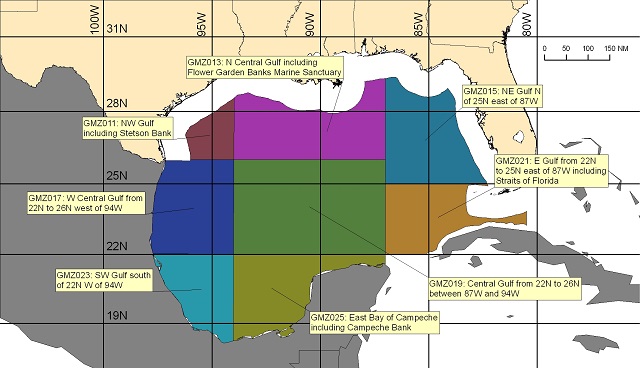 100W
95W
90W
85W
80W
31N
28N
25N
22N
19N
0 50 100 150 NM
GMZ013: N Central Gulf including
Flower Garden Banks Marine Sanctuary
GMZ015: NE Gulf N
of 25N east of 87W
GMZ011: NW Gulf
including Stetson Bank
GMZ021: E Gulf from 22N
to 25N east of 87W including
Straits of Florida
GMZ017: W Central Gulf from
22N to 26N west of 94W
GMZ023: SW Gulf south
of 22N W of 94W
GMZ019: Central Gulf from 22N to 26N
between 87W and 94W
GMZ025: East Bay of Campeche
including Campeche Bank